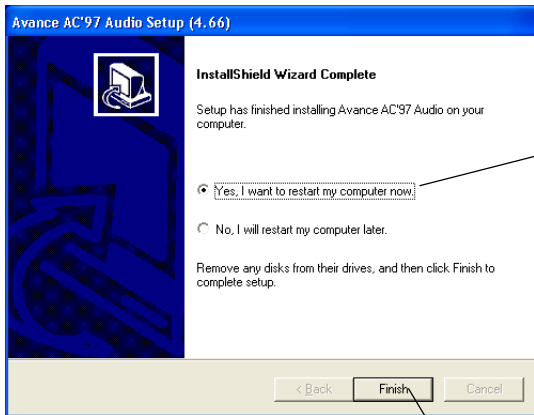 Avance AC'97 Audio Setup (4.66)
InstallShield Wizard Complete
Setup has finished installing Avance AC'97 Audio on your
computer.
Yes, I want to restart my computer now.
No, I will restart my computer later.
Remove any disks from their drives, and then click Finish to
complete setup.
< Back
Finish
Cancel